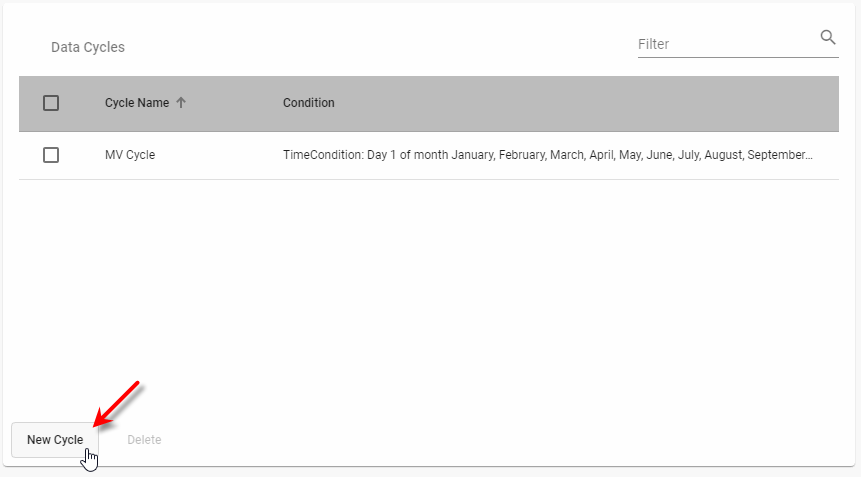 Data Cycles
Filter
Cycle Name Condition
MV Cycle TimeCondition: Day 1 of month January, February, March, April, May, June, July, August, September...
New Cycle Delete